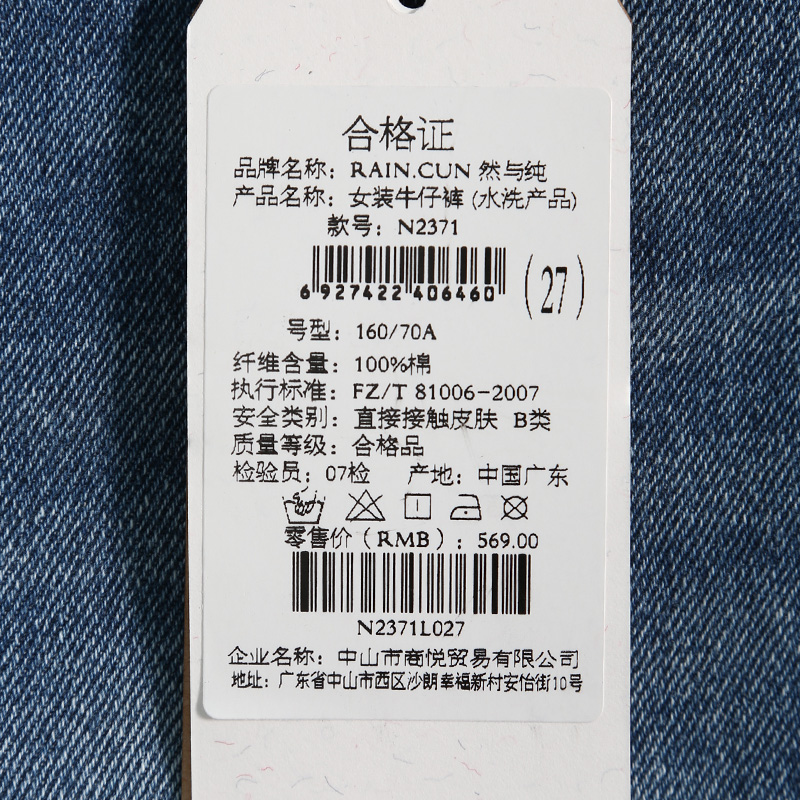 合格证
品牌名称：RAIN.CUN 然与纯
产品名称：女装牛仔裤 (水洗产品)
款号：N2371
6 927422 406460
(27)
号型：160/70A
纤维含量：100%棉
执行标准：FZ/T 81006-2007
安全类别：直接接触皮肤 B类
质量等级：合格品
检验员：07检 产地：中国广东
零售价（RMB）：569.00
N2371L027
企业名称：中山市商悦贸易有限公司
地址：广东省中山市西区沙朗幸福新村安怡街10号